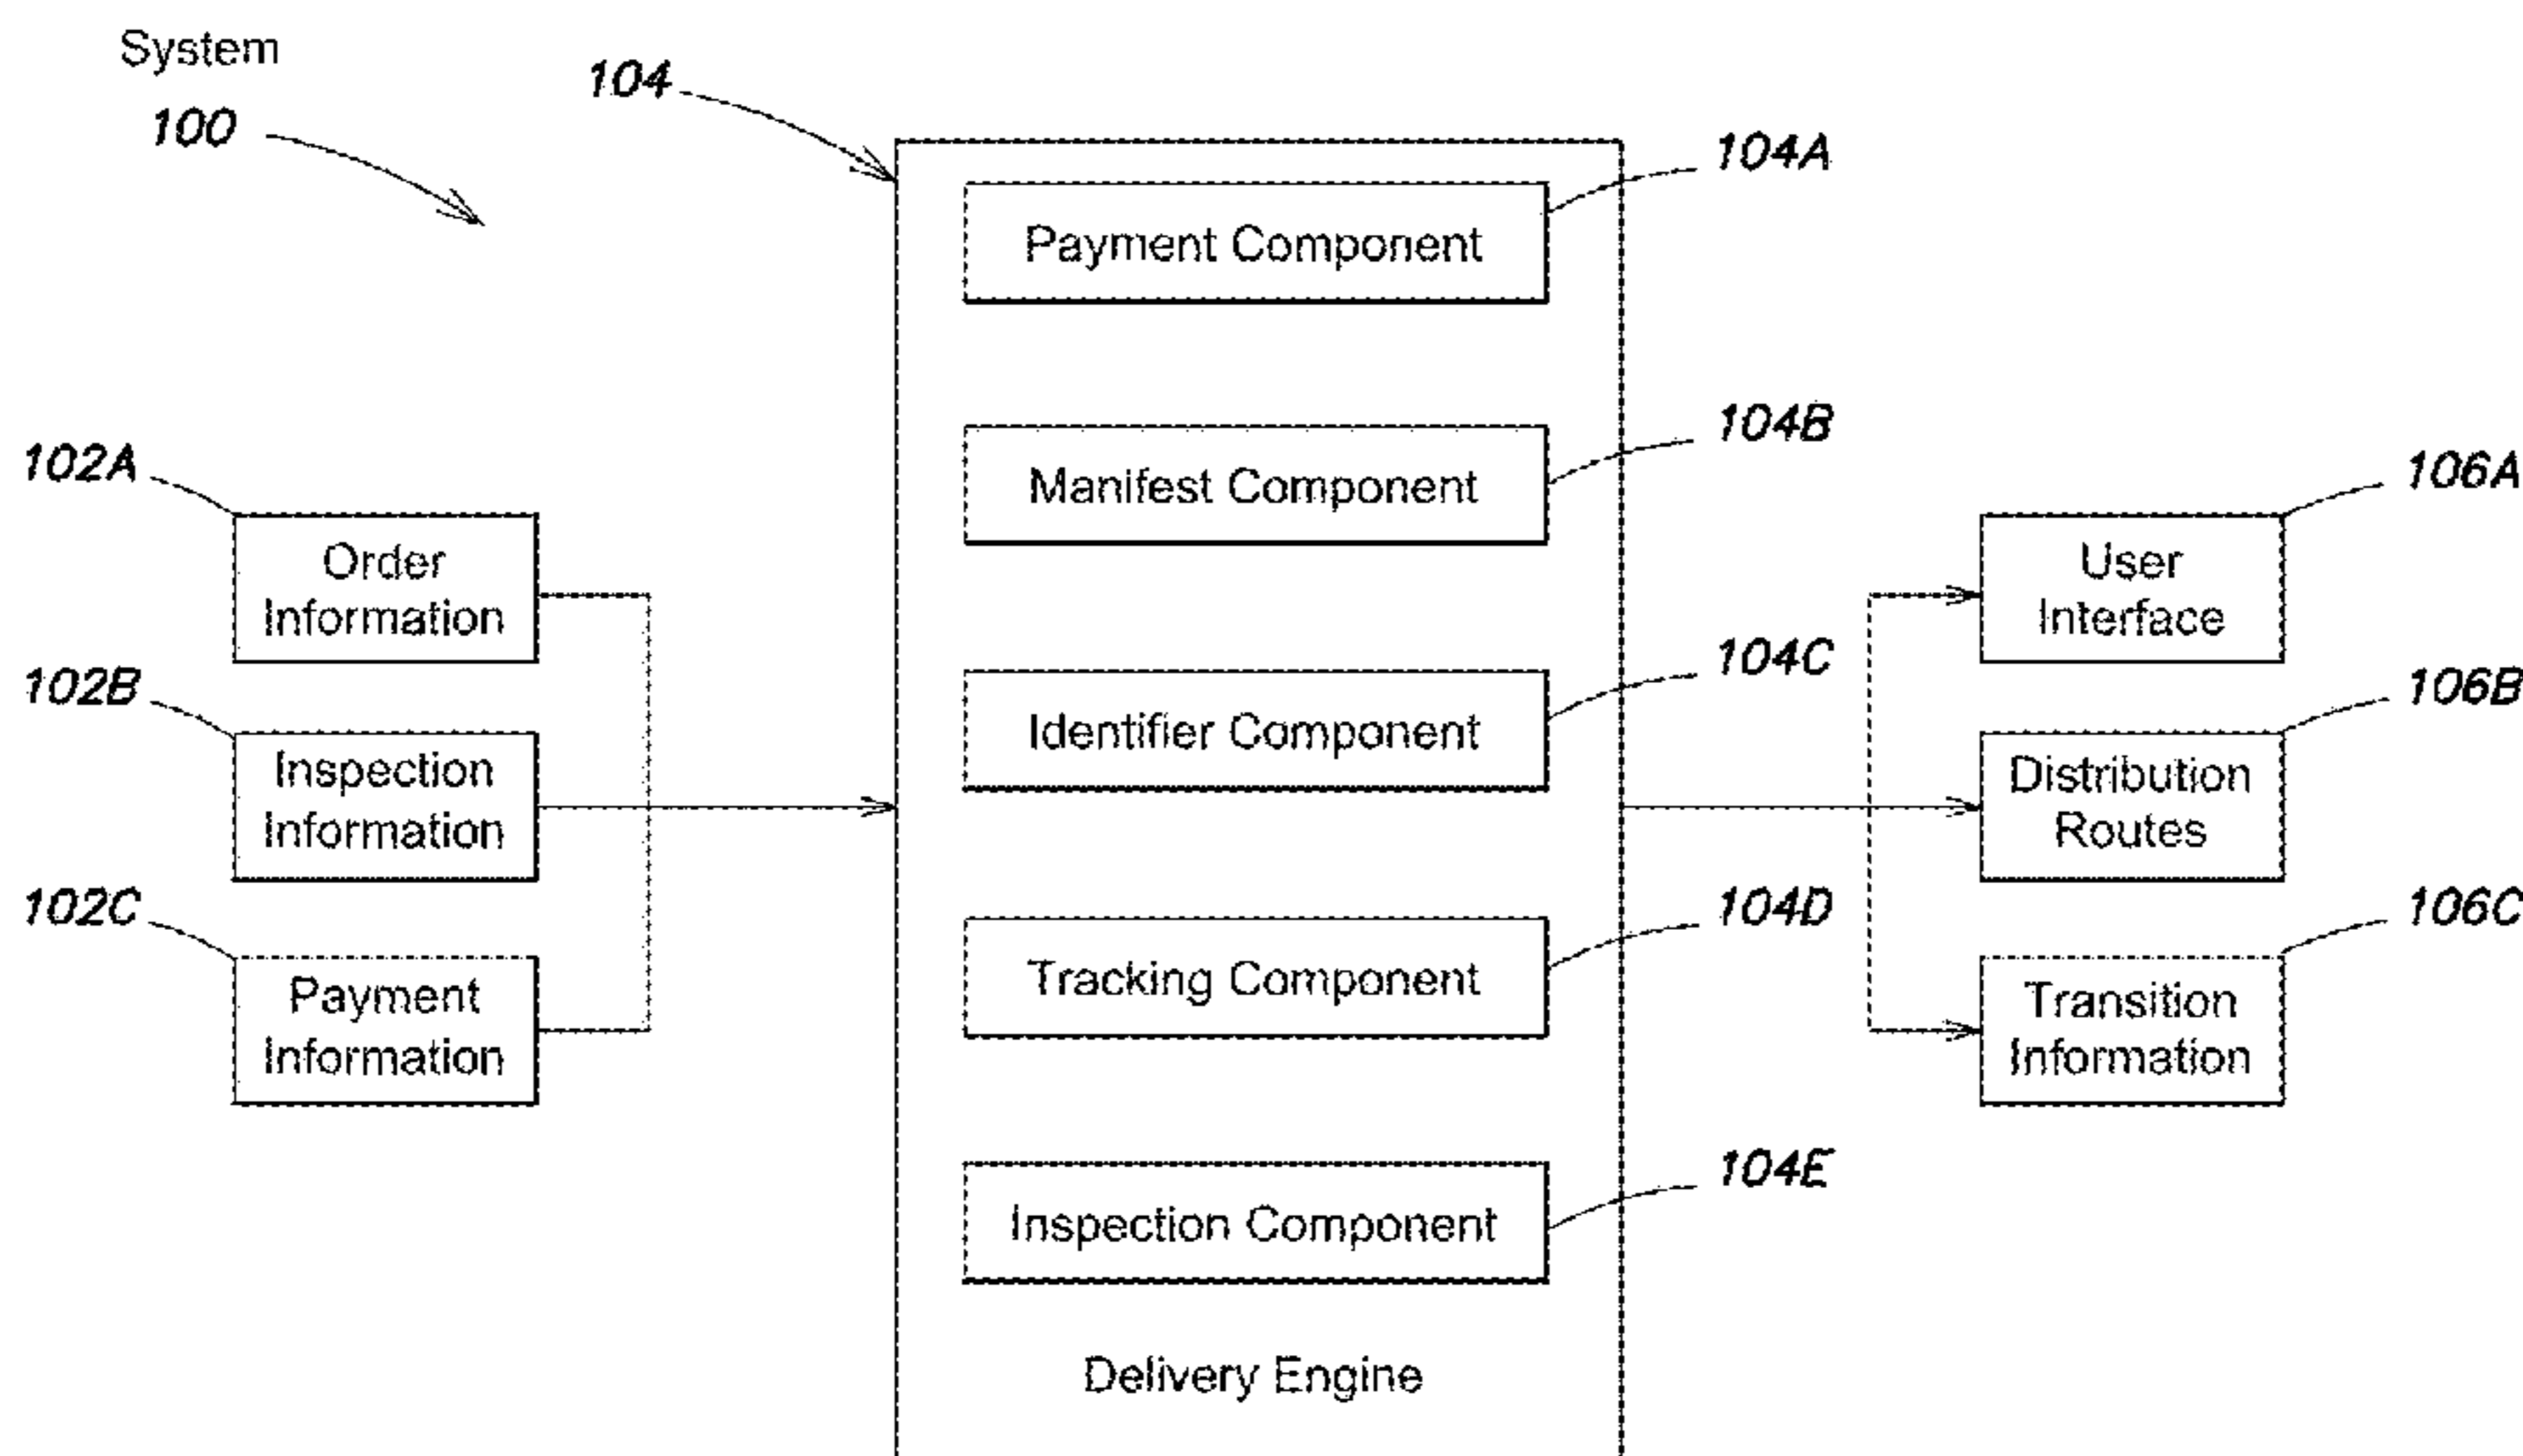 System
100
104
104A
Payment Component
104B
Manifest Component
102A
106A
Order
Information
User
Interface
104C
Identifier Component
102B
106B
Inspection
Information
Distribution
Routes
104D
Tracking Component
102C
106C
Payment
Information
Transition
Information
104E
Inspection Component
Delivery Engine